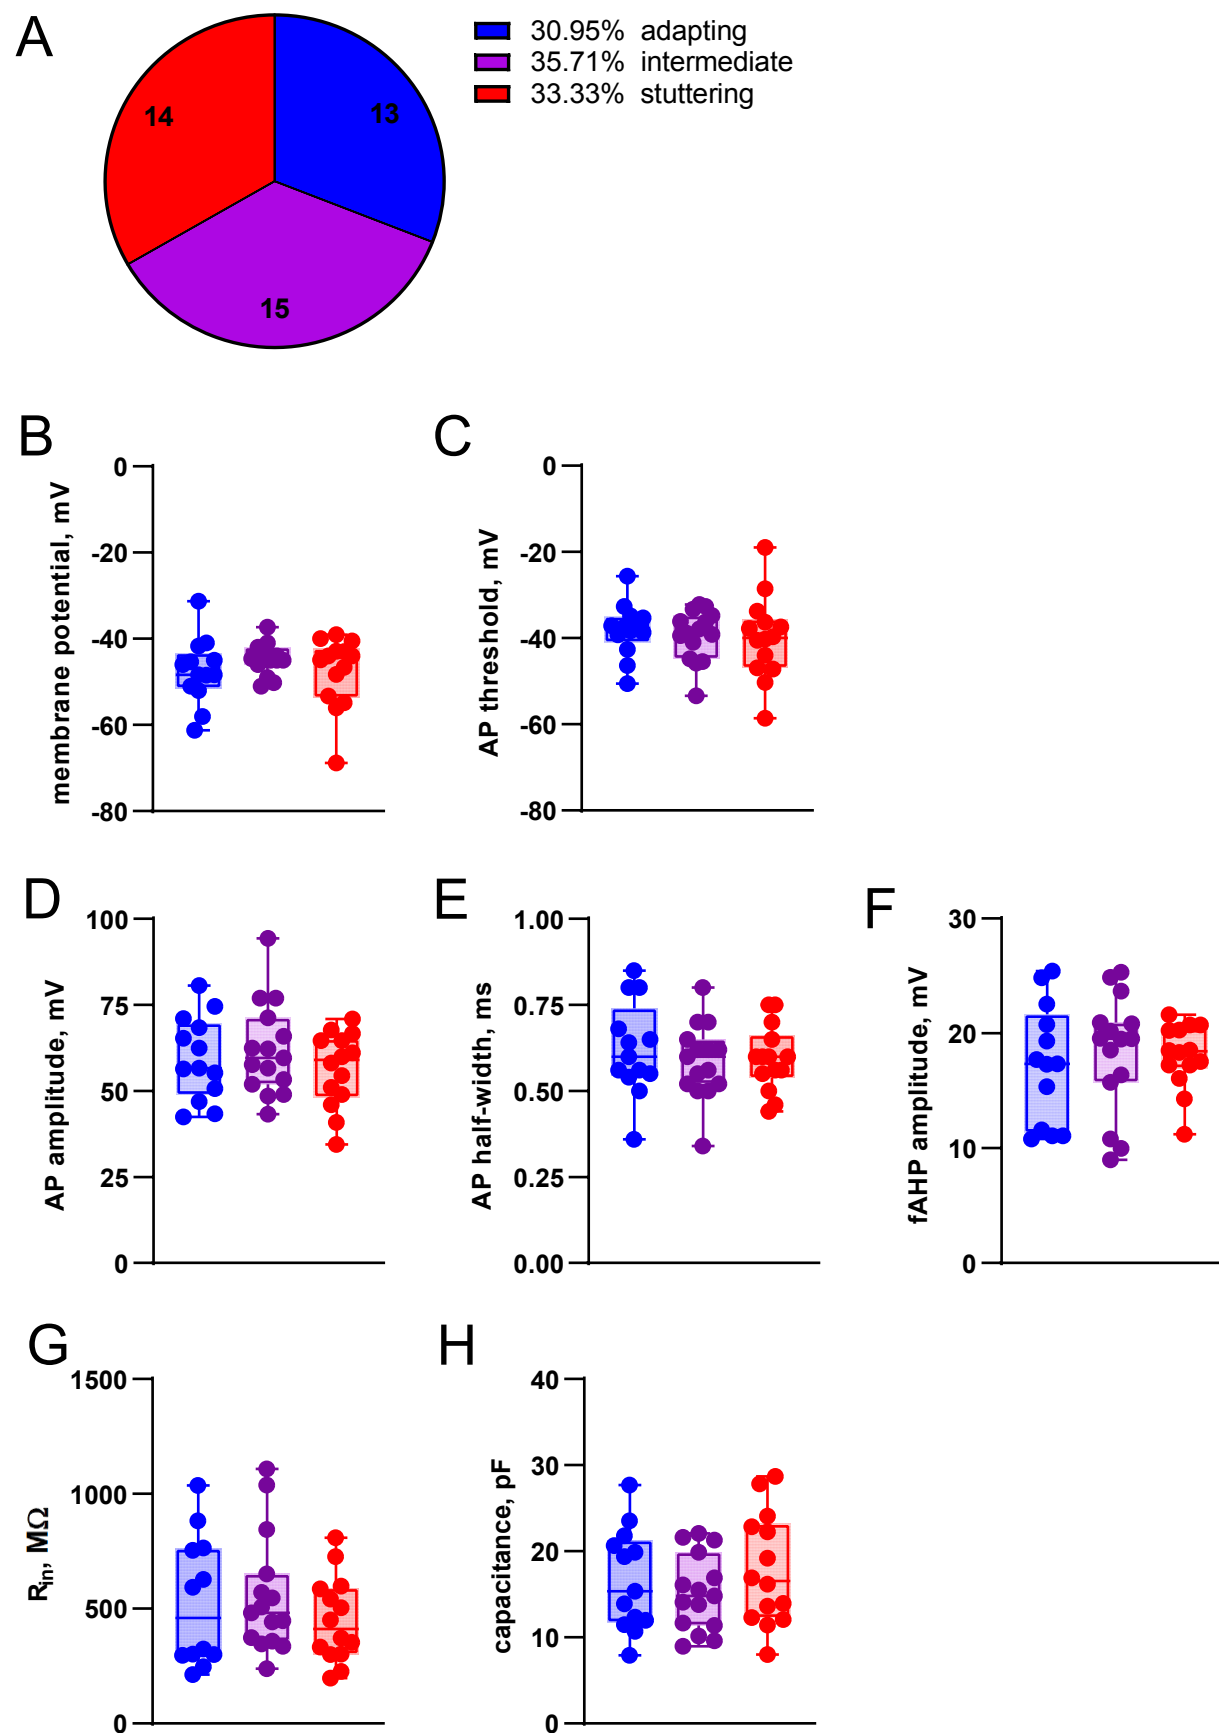 A
30.95% adapting
35.71% intermediate
33.33% stuttering
14
13
15
B
membrane potential, mV
0
-20
-40
-60
-80
C
AP threshold, mV
0
-20
-40
-60
-80
D
AP amplitude, mV
100
75
50
25
0
E
AP half-width, ms
1.00
0.75
0.50
0.25
0.00
F
fAHP amplitude, mV
30
20
10
0
G
Rin, MΩ
1500
1000
500
0
H
capacitance, pF
40
30
20
10
0